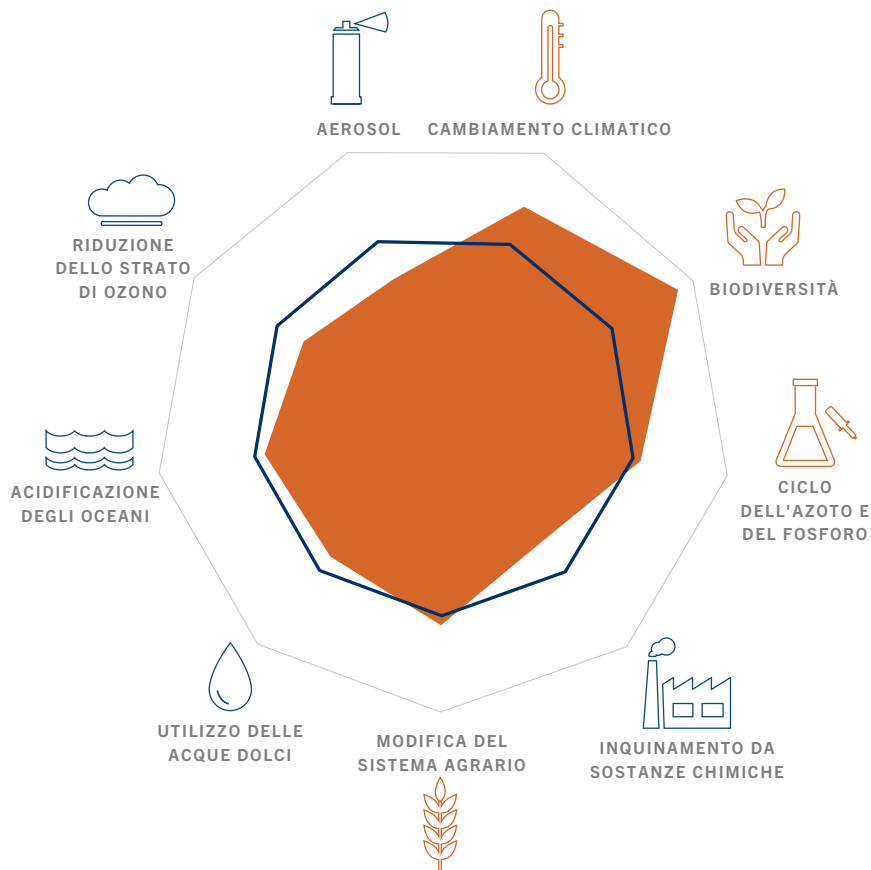 AEROSOL
CAMBIAMENTO CLIMATICO
RIDUZIONE
DELLO STRATO
DI OZONO
BIODIVERSITÀ
ACIDIFICAZIONE
DEGLI OCEANI
CICLO
DELL'AZOTO E
DEL FOSFORO
UTILIZZO DELLE
ACQUE DOLCI
MODIFICA DEL
SISTEMA AGRARIO
INQUINAMENTO DA
SOSTANZE CHIMICHE